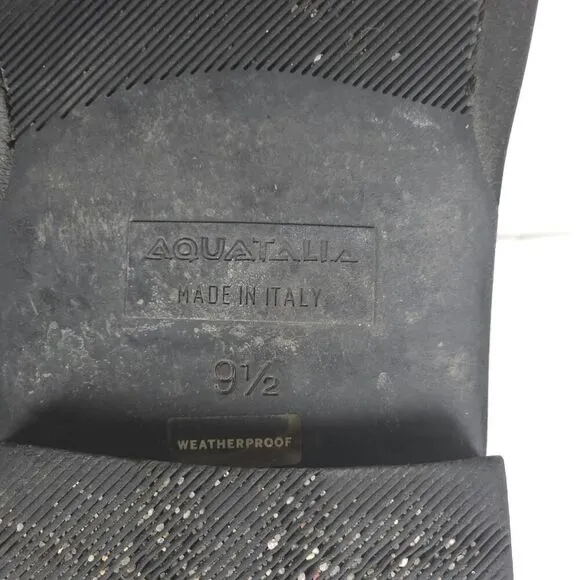 AQUATALIA
MADE IN ITALY
9½
WEATHERPROOF